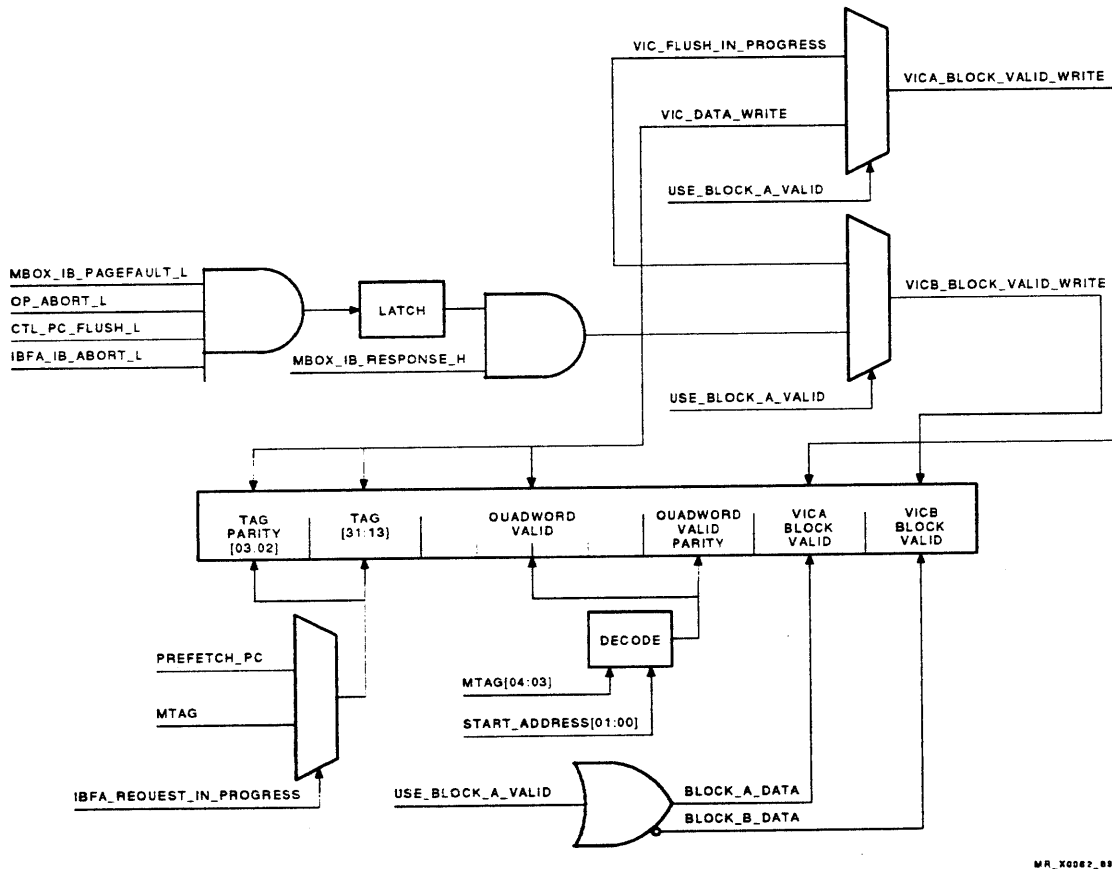 VIC_FLUSH_IN_PROGRESS
VICA_BLOCK_VALID_WRITE
VIC_DATA_WRITE
USE_BLOCK_A_VALID
MBOX_IB_PAGEFAULT_L
OP_ABORT_L
CTL_PC_FLUSH_L
IBFA_IB_ABORT_L
LATCH
MBOX_IB_RESPONSE_H
VICB_BLOCK_VALID_WRITE
USE_BLOCK_A_VALID
TAG
PARITY
[03.02]
TAG
[31:13]
QUADWORD
VALID
QUADWORD
VALID
PARITY
VICA
BLOCK
VALID
VICB
BLOCK
VALID
PREFETCH_PC
MTAG
IBFA_REQUEST_IN_PROGRESS
DECODE
MTAG[04:03]
START_ADDRESS[01:00]
USE_BLOCK_A_VALID
BLOCK_A_DATA
BLOCK_B_DATA
MR_X0062_89